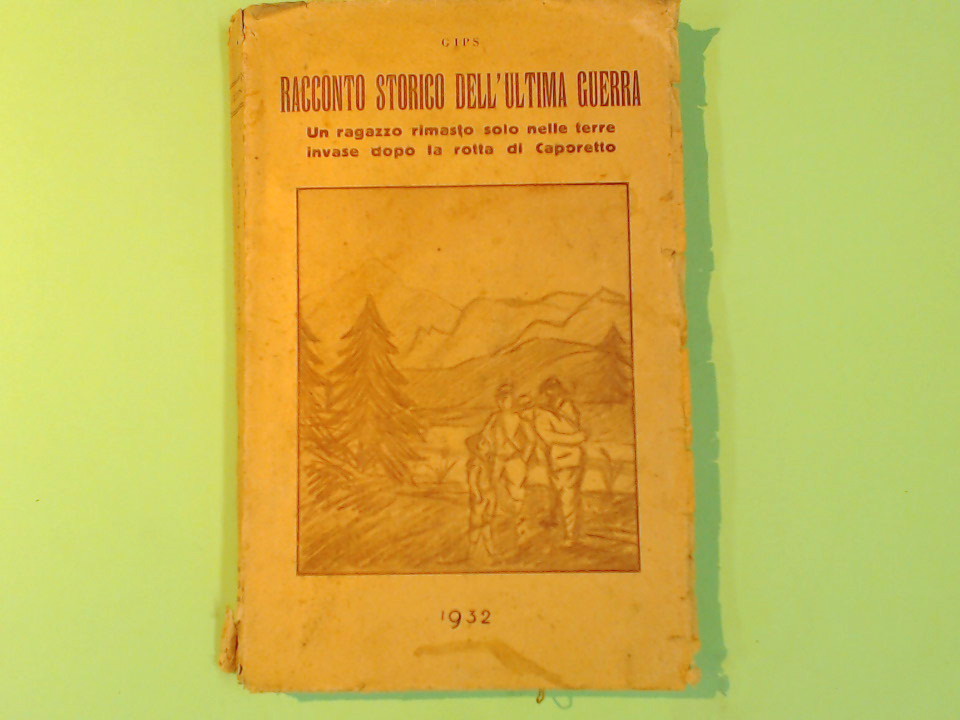 GIPS
RACCONTO STORICO DELL'ULTIMA GUERRA
Un ragazzo rimasto solo nelle terre
invase dopo la rotta di Caporetto
1932